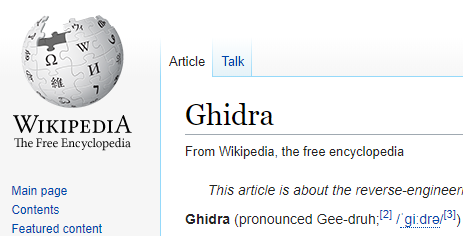 Ω W И 維
WIKIPEDIA
The Free Encyclopedia
Main page
Contents
Featured content
Article Talk
Ghidra
From Wikipedia, the free encyclopedia
This article is about the reverse-engineer
Ghidra (pronounced Gee-druh;[2] /ˈɡiːdrə/[3])